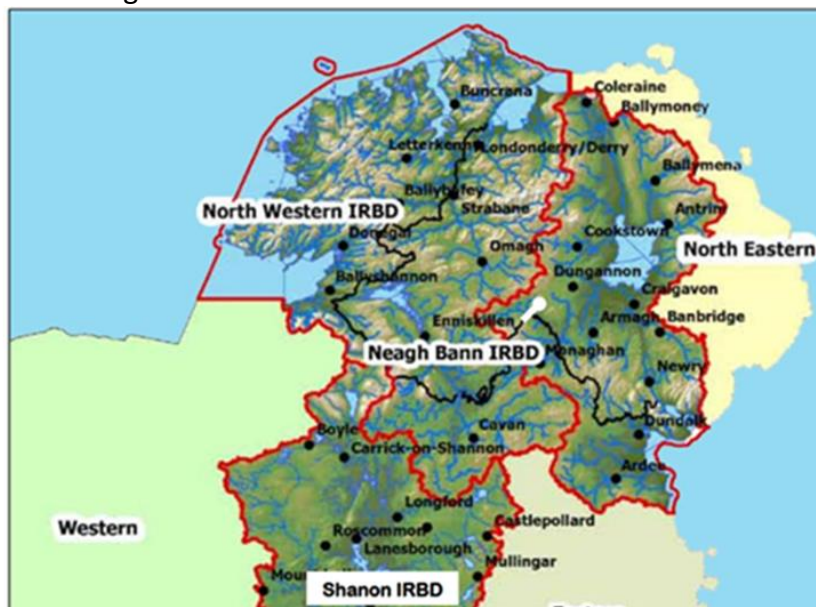 Buncrana
Coleraine
Ballymoney
Letterkenny
Londonderry/Derry
Ballymena
Ballybofey
Strabane
North Western IRBD
Antrim
Donegal
Cookstown
North Eastern
Omagh
Dungannon
Ballyshannon
Craigavon
Enniskillen
Armagh
Banbridge
Neagh Bann IRBD
Monaghan
Newry
Cavan
Dundalk
Boyle
Carrick-on-Shannon
Ardee
Longford
Western
Roscommon
Castlepollard
Lanesborough
Mullingar
Shanon IRBD